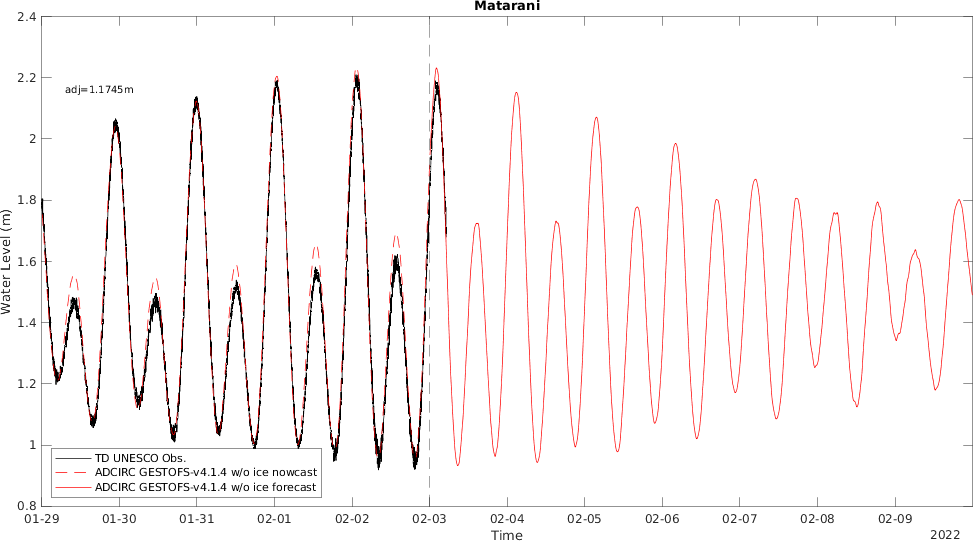 Matarani
2.4
2.2
2
1.8
1.6
1.4
1.2
1
0.8
Water Level (m)
adj=1.1745m
TD UNESCO Obs.
ADCIRC GESTOFS-v4.1.4 w/o ice nowcast
ADCIRC GESTOFS-v4.1.4 w/o ice forecast
01-29 01-30 01-31 02-01 02-02 02-03 02-04 02-05 02-06 02-07 02-08 02-09
Time
2022